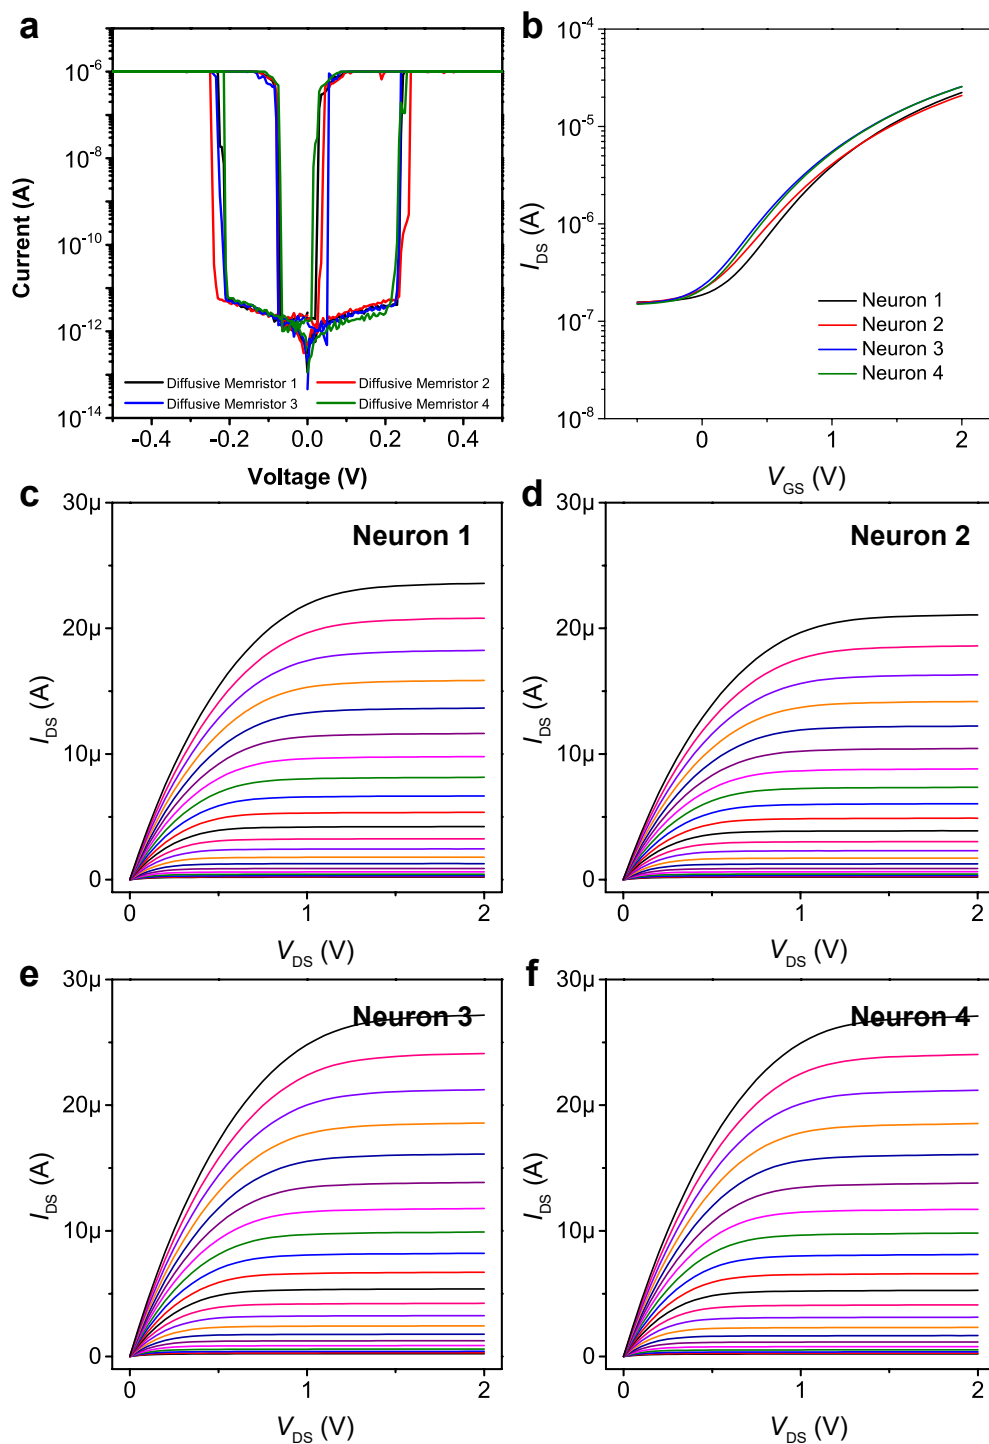 a
10⁻⁶
10⁻⁸
10⁻¹⁰
10⁻¹²
10⁻¹⁴
Current (A)
Diffusive Memristor 1 Diffusive Memristor 2
Diffusive Memristor 3 Diffusive Memristor 4
-0.4 -0.2 0.0 0.2 0.4
Voltage (V)
b
10⁻⁴
10⁻⁵
10⁻⁶
10⁻⁷
10⁻⁸
I_DS (A)
Neuron 1
Neuron 2
Neuron 3
Neuron 4
0 1 2
V_GS (V)
c
Neuron 1
30µ
20µ
10µ
0
I_DS (A)
0 1 2
V_DS (V)
d
Neuron 2
30µ
20µ
10µ
0
I_DS (A)
0 1 2
V_DS (V)
e
Neuron 3
30µ
20µ
10µ
0
I_DS (A)
0 1 2
V_DS (V)
f
Neuron 4
30µ
20µ
10µ
0
I_DS (A)
0 1 2
V_DS (V)